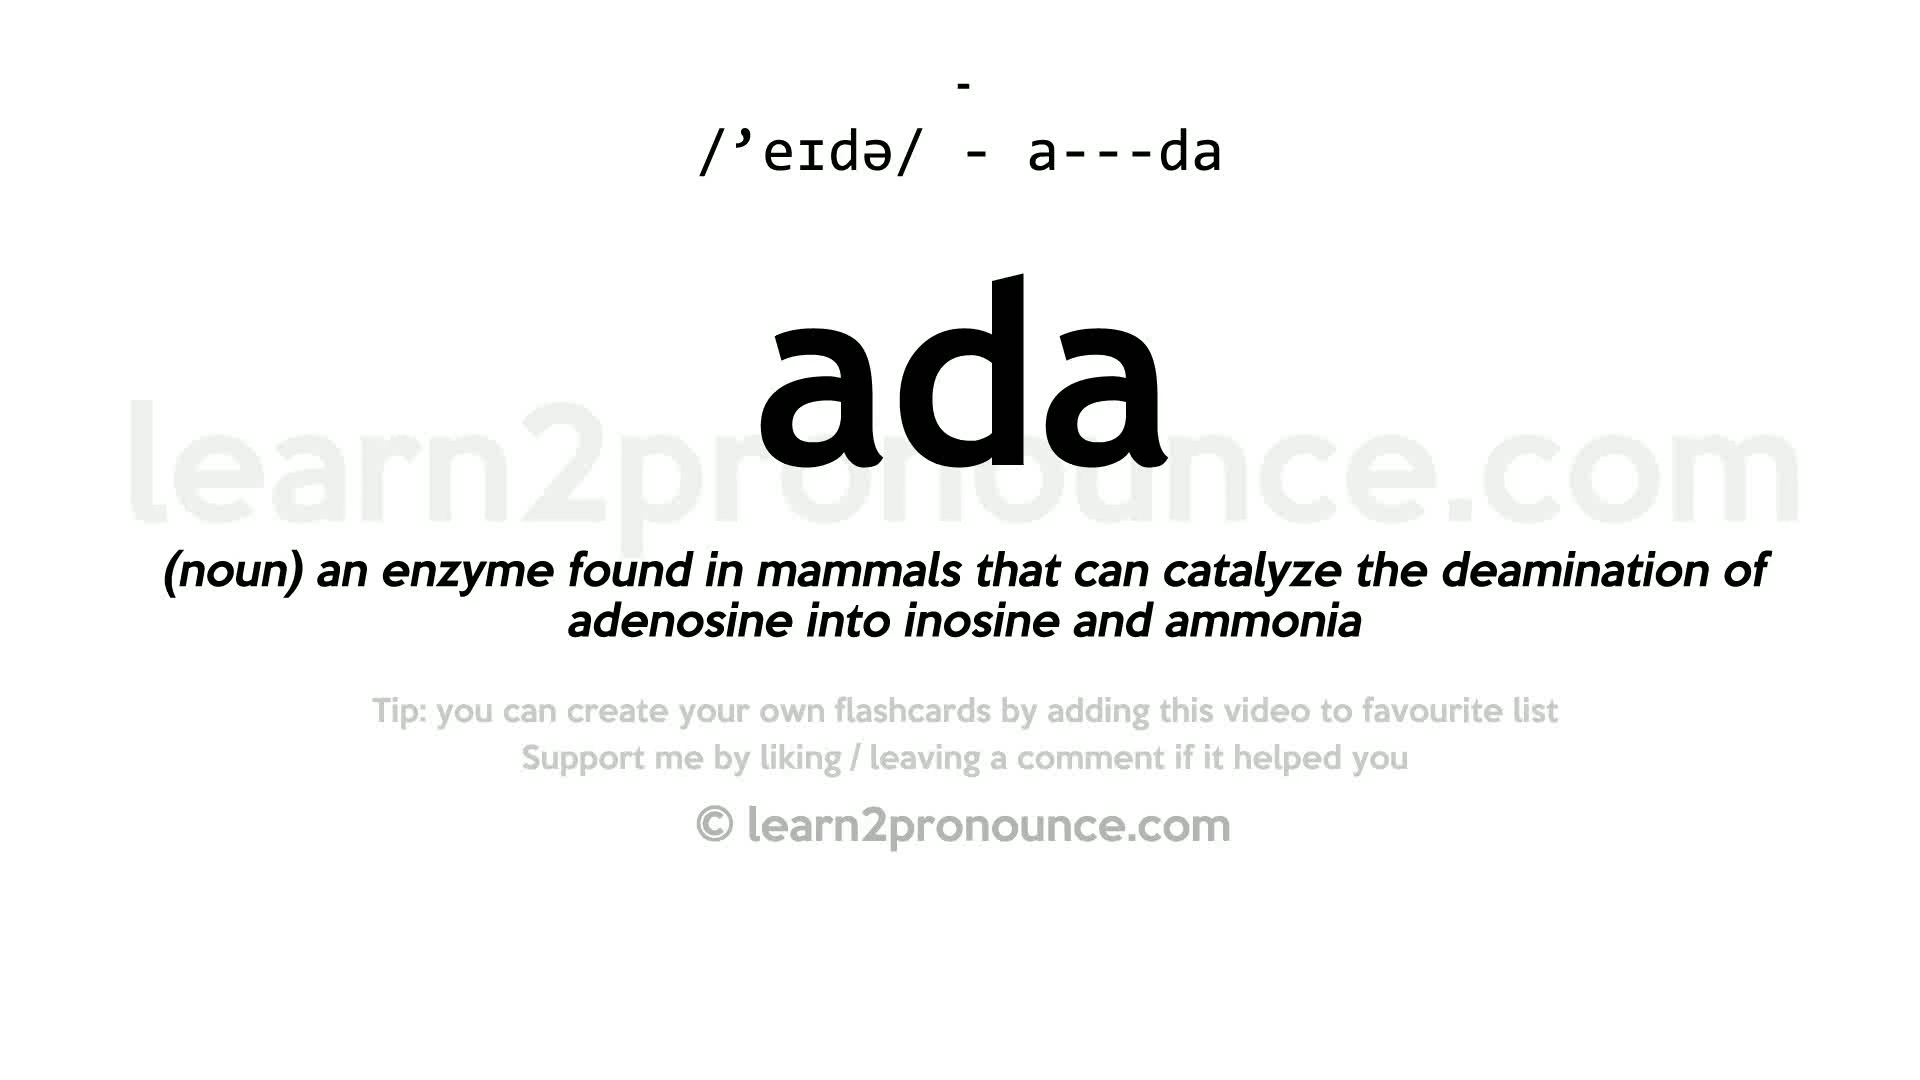 -
/’eɪdə/ - a---da
ada
learn2pronounce.com
(noun) an enzyme found in mammals that can catalyze the deamination of
adenosine into inosine and ammonia
Tip: you can create your own flashcards by adding this video to favourite list
Support me by liking / leaving a comment if it helped you
© learn2pronounce.com